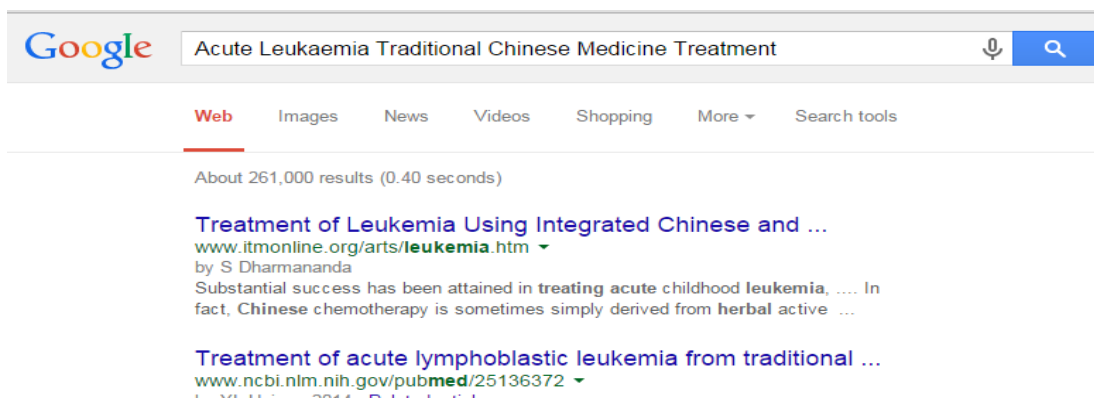 Google Acute Leukaemia Traditional Chinese Medicine Treatment
Web Images News Videos Shopping More Search tools
About 261,000 results (0.40 seconds)
Treatment of Leukemia Using Integrated Chinese and ...
www.itmonline.org/arts/leukemia.htm
by S Dharmananda
Substantial success has been attained in treating acute childhood leukemia, .... In
fact, Chinese chemotherapy is sometimes simply derived from herbal active ...
Treatment of acute lymphoblastic leukemia from traditional ...
www.ncbi.nlm.nih.gov/pubmed/25136372